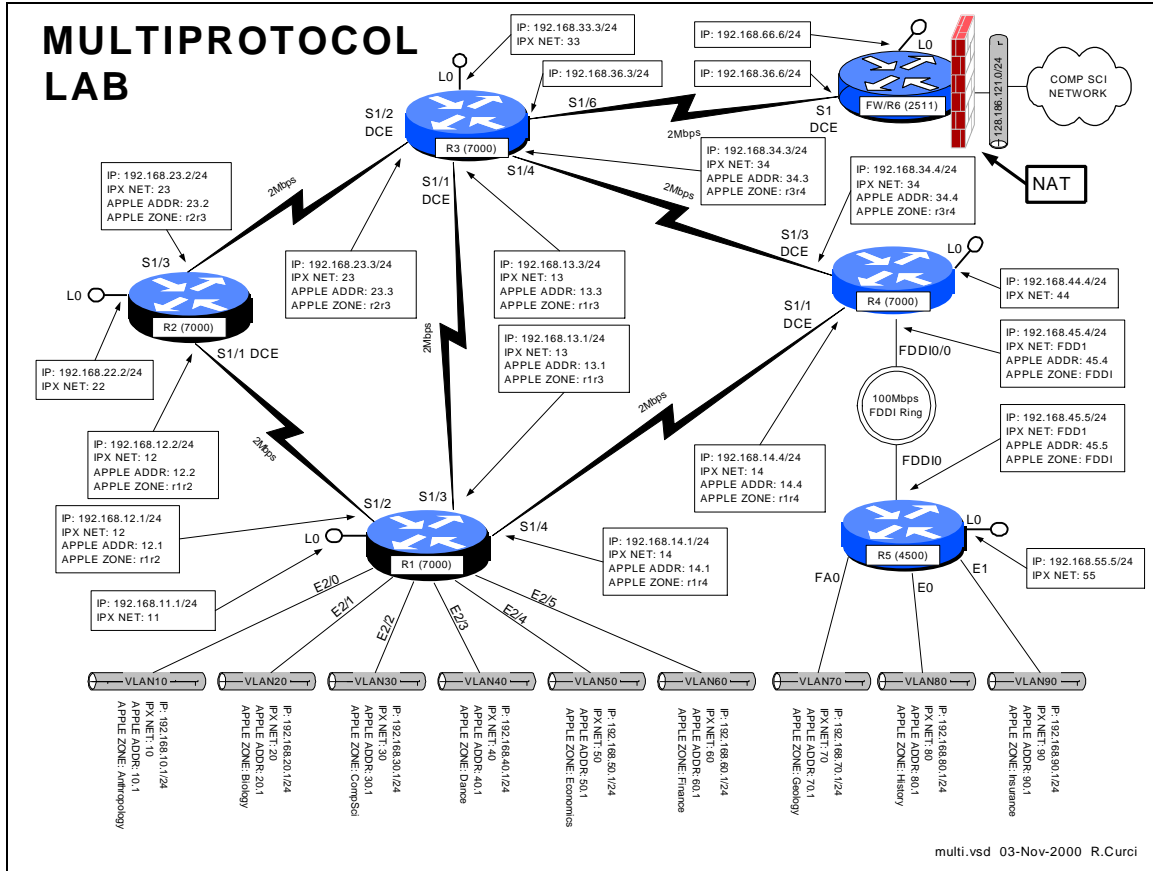 MULTIPROTOCOL
LAB
IP: 192.168.33.3/24
IPX NET: 33
L0
IP: 192.168.36.3/24
S1/2
DCE
S1/6
R3 (7000)
S1/1
DCE
S1/4
2Mbps
IP: 192.168.66.6/24
L0
IP: 192.168.36.6/24
S1
DCE
FW/R6 (2511)
128.186.121.0/24
COMP SCI
NETWORK
NAT
IP: 192.168.34.3/24
IPX NET: 34
APPLE ADDR: 34.3
APPLE ZONE: r3r4
IP: 192.168.34.4/24
IPX NET: 34
APPLE ADDR: 34.4
APPLE ZONE: r3r4
2Mbps
IP: 192.168.23.2/24
IPX NET: 23
APPLE ADDR: 23.2
APPLE ZONE: r2r3
2Mbps
S1/3
L0
R2 (7000)
S1/1 DCE
IP: 192.168.22.2/24
IPX NET: 22
IP: 192.168.23.3/24
IPX NET: 23
APPLE ADDR: 23.3
APPLE ZONE: r2r3
IP: 192.168.13.3/24
IPX NET: 13
APPLE ADDR: 13.3
APPLE ZONE: r1r3
IP: 192.168.13.1/24
IPX NET: 13
APPLE ADDR: 13.1
APPLE ZONE: r1r3
2Mbps
S1/3
DCE
L0
R4 (7000)
S1/1
DCE
IP: 192.168.44.4/24
IPX NET: 44
FDDI0/0
IP: 192.168.45.4/24
IPX NET: FDD1
APPLE ADDR: 45.4
APPLE ZONE: FDDI
100Mbps
FDDI Ring
IP: 192.168.45.5/24
IPX NET: FDD1
APPLE ADDR: 45.5
APPLE ZONE: FDDI
FDDI0
2Mbps
IP: 192.168.14.4/24
IPX NET: 14
APPLE ADDR: 14.4
APPLE ZONE: r1r4
IP: 192.168.12.2/24
IPX NET: 12
APPLE ADDR: 12.2
APPLE ZONE: r1r2
2Mbps
IP: 192.168.12.1/24
IPX NET: 12
APPLE ADDR: 12.1
APPLE ZONE: r1r2
S1/2
S1/3
S1/4
L0
R1 (7000)
IP: 192.168.11.1/24
IPX NET: 11
IP: 192.168.14.1/24
IPX NET: 14
APPLE ADDR: 14.1
APPLE ZONE: r1r4
L0
R5 (4500)
IP: 192.168.55.5/24
IPX NET: 55
FA0
E0
E1
E2/0
E2/1
E2/2
E2/3
E2/4
E2/5
VLAN10
VLAN20
VLAN30
VLAN40
VLAN50
VLAN60
VLAN70
VLAN80
VLAN90
IP: 192.168.10.1/24
IPX NET: 10
APPLE ADDR: 10.1
APPLE ZONE: Anthropology
IP: 192.168.20.1/24
IPX NET: 20
APPLE ADDR: 20.1
APPLE ZONE: Biology
IP: 192.168.30.1/24
IPX NET: 30
APPLE ADDR: 30.1
APPLE ZONE: CompSci
IP: 192.168.40.1/24
IPX NET: 40
APPLE ADDR: 40.1
APPLE ZONE: Dance
IP: 192.168.50.1/24
IPX NET: 50
APPLE ADDR: 50.1
APPLE ZONE: Economics
IP: 192.168.60.1/24
IPX NET: 60
APPLE ADDR: 60.1
APPLE ZONE: Finance
IP: 192.168.70.1/24
IPX NET: 70
APPLE ADDR: 70.1
APPLE ZONE: Geology
IP: 192.168.80.1/24
IPX NET: 80
APPLE ADDR: 80.1
APPLE ZONE: History
IP: 192.168.90.1/24
IPX NET: 90
APPLE ADDR: 90.1
APPLE ZONE: Insurance
multi.vsd 03-Nov-2000 R.Curci